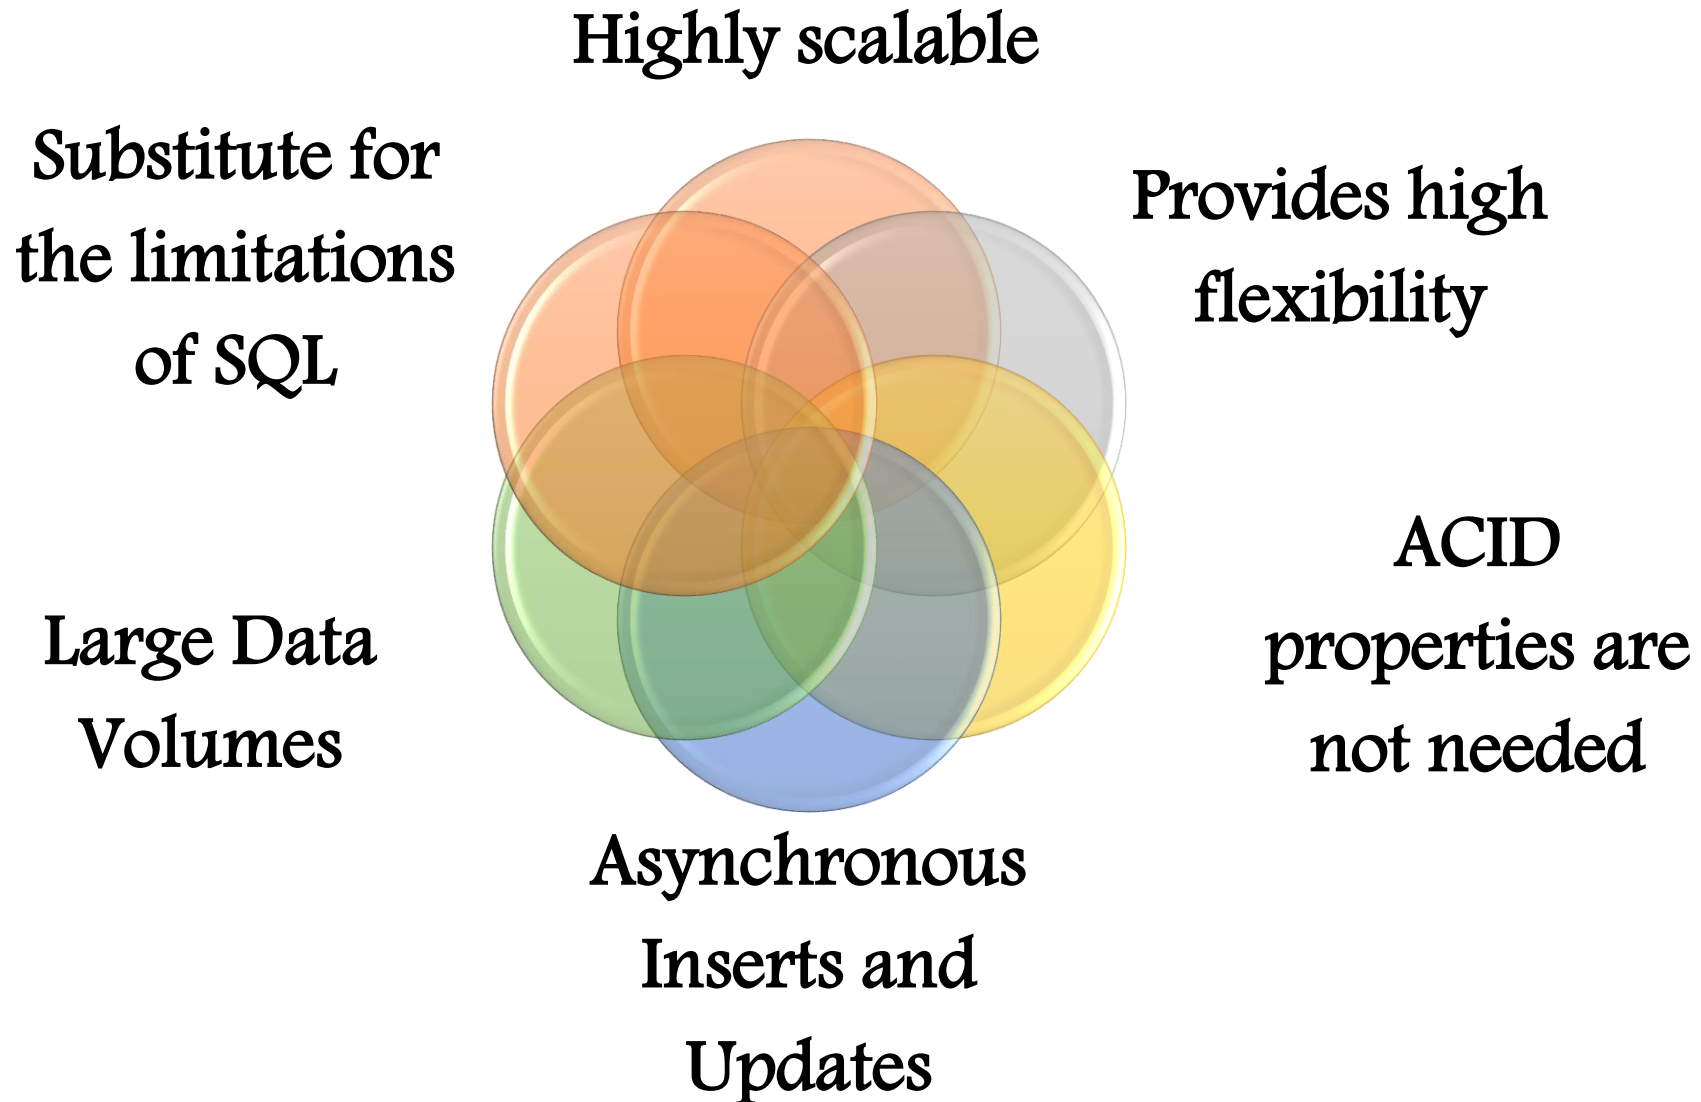 Highly scalable
Provides high
flexibility
ACID
properties are
not needed
Asynchronous
Inserts and
Updates
Large Data
Volumes
Substitute for
the limitations
of SQL